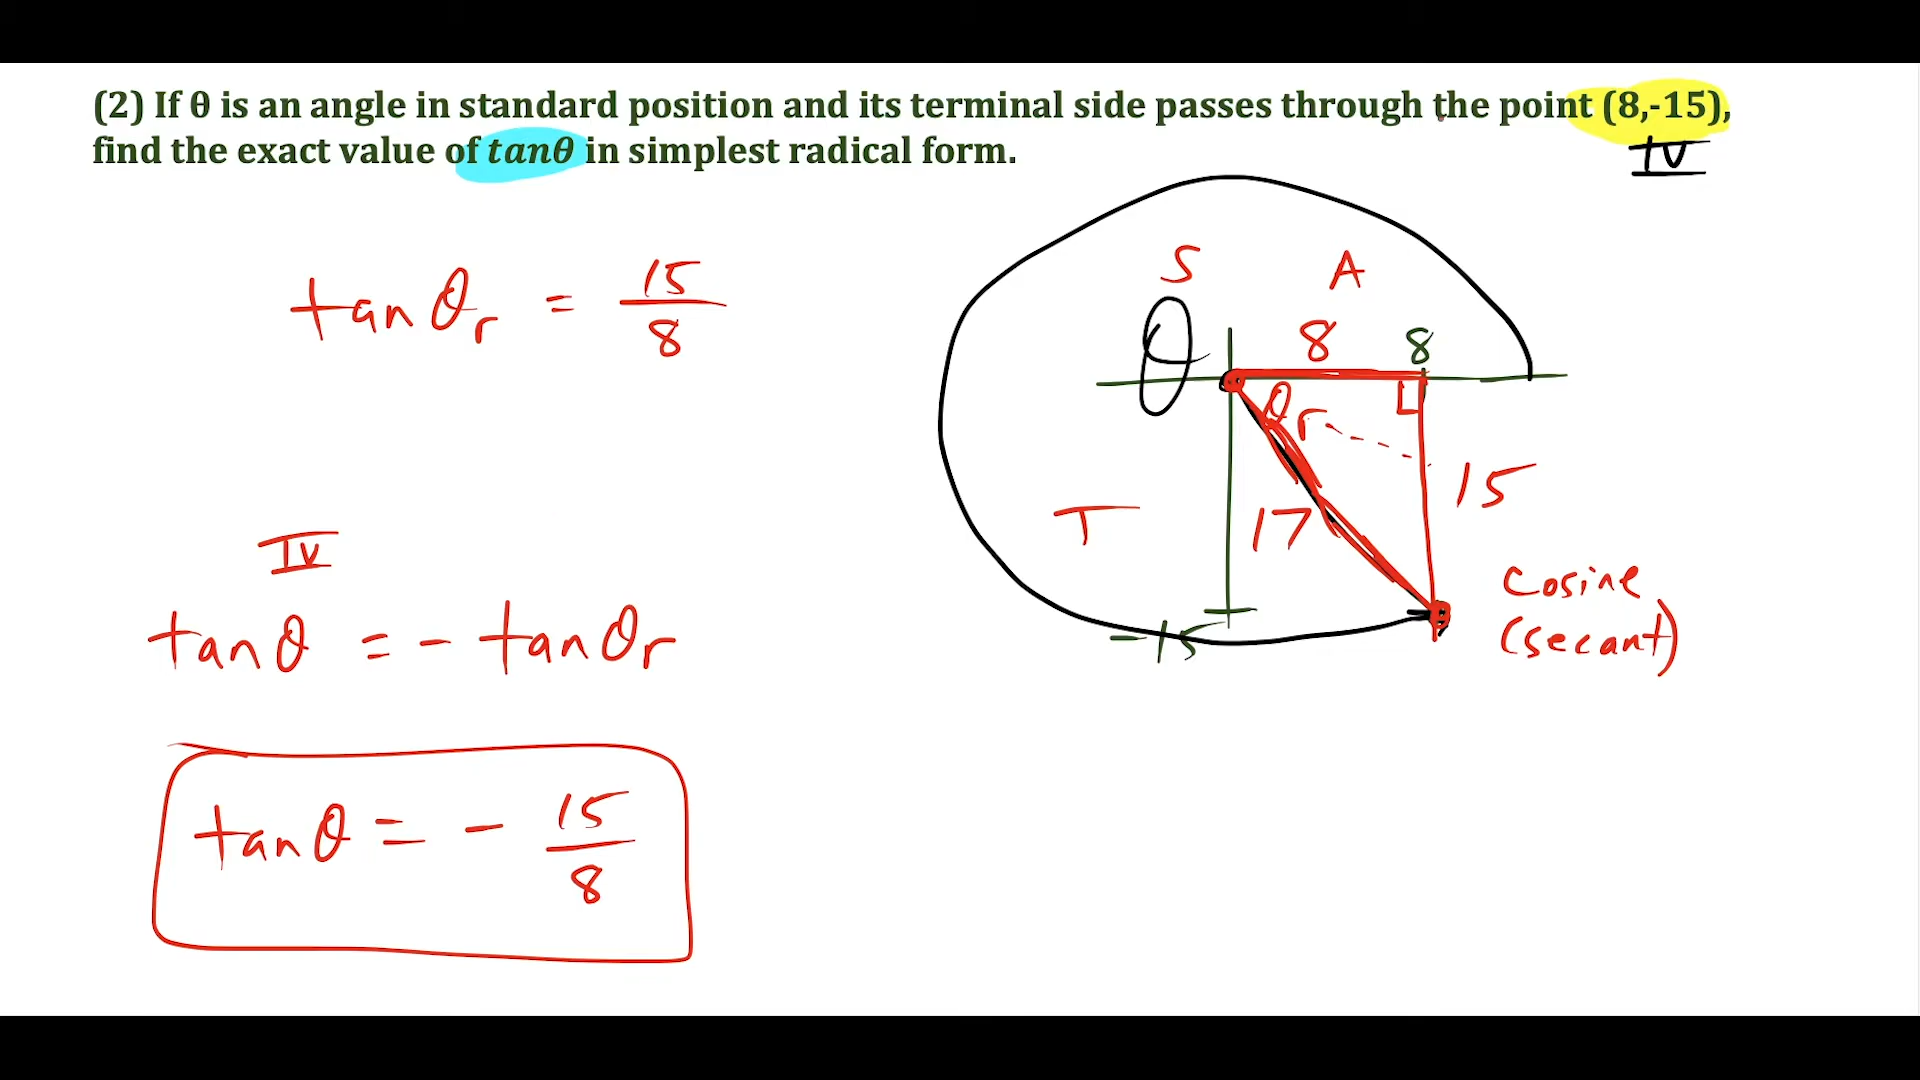 (2) If θ is an angle in standard position and its terminal side passes through the point (8,-15),
find the exact value of tanθ in simplest radical form.
IV
S A
tan θr = 15/8
θ 8 8
θr
15
T 17
IV
cosine
(secant)
tan θ = - tan θr
-15
tan θ = - 15/8